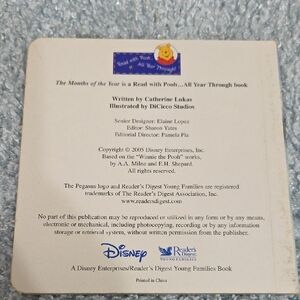 Read with Pooh
All Year Through!
The Months of the Year is a Read with Pooh...All Year Through book
Written by Catherine Lukas
Illustrated by DiCicco Studios
Senior Designer: Elaine Lopez
Editor: Sharon Yates
Editorial Director: Pamela Pia
Copyright © 2005 Disney Enterprises, Inc.
Based on the "Winnie the Pooh" works,
by A.A. Milne and E.H. Shepard.
All rights reserved.
The Pegasus logo and Reader's Digest Young Families are registered
trademarks of The Reader's Digest Association, Inc.
www.readersdigest.com
No part of this publication may be reproduced or utilized in any form or by any means,
electronic or mechanical, including photocopying, recording or by any information
storage or retrieval system, without written permission from the publisher.
Disney
Reader's
Digest
YOUNG FAMILIES
A Disney Enterprises/Reader's Digest Young Families Book
Printed in China